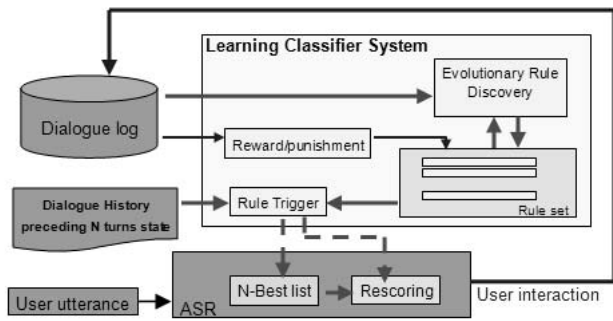 Learning Classifier System
Evolutionary Rule
Discovery
Dialogue log
Reward/punishment
Dialogue History
preceding N turns state
Rule Trigger
Rule set
N-Best list
Rescoring
User interaction
User utterance
ASR